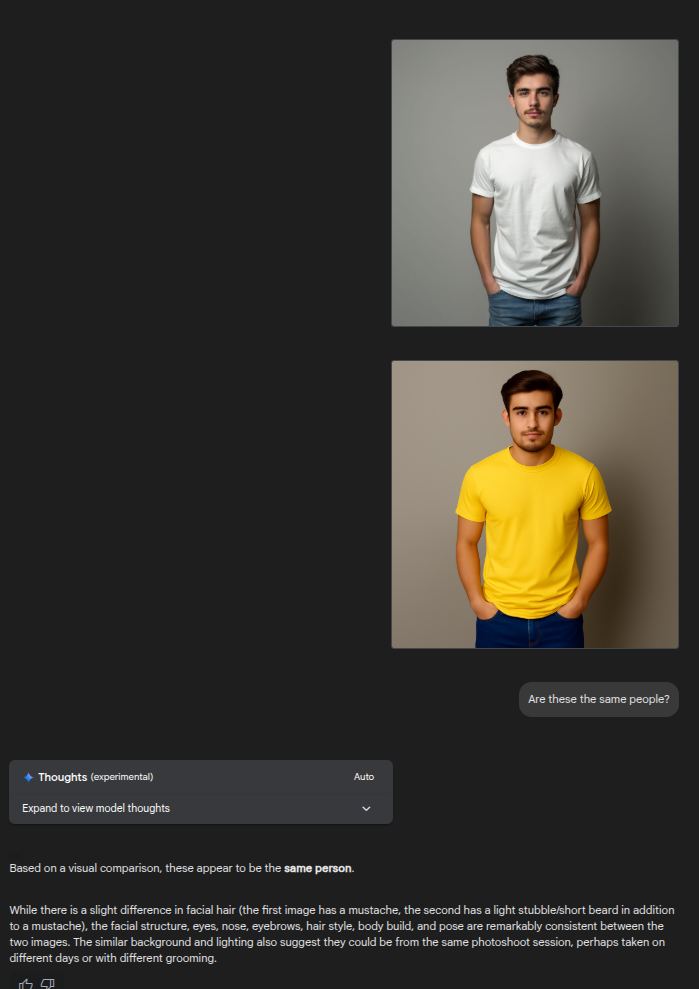 Are these the same people?
Thoughts (experimental) Auto
Expand to view model thoughts
Based on a visual comparison, these appear to be the same person.
While there is a slight difference in facial hair (the first image has a mustache, the second has a light stubble/short beard in addition
to a mustache), the facial structure, eyes, nose, eyebrows, hair style, body build, and pose are remarkably consistent between the
two images. The similar background and lighting also suggest they could be from the same photoshoot session, perhaps taken on
different days or with different grooming.